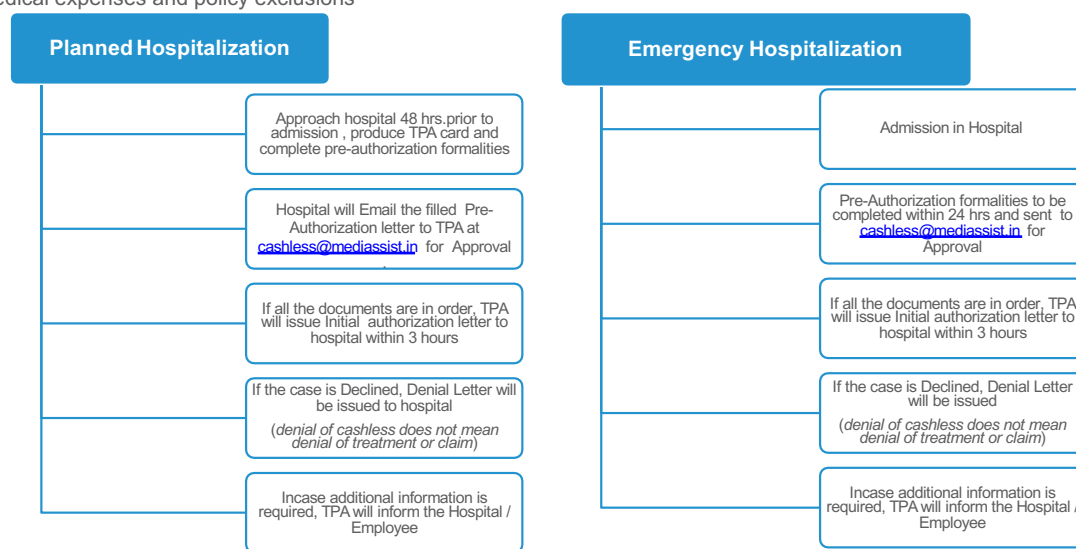 medical expenses and policy exclusions
Planned Hospitalization
Approach hospital 48 hrs.prior to
admission , produce TPA card and
complete pre-authorization formalities
Hospital will Email the filled Pre-
Authorization letter to TPA at
cashless@mediassist.in for Approval
.
If all the documents are in order, TPA
will issue Initial authorization letter to
hospital within 3 hours
If the case is Declined, Denial Letter will
be issued to hospital
(denial of cashless does not mean
denial of treatment or claim)
Incase additional information is
required, TPA will inform the Hospital /
Employee
Emergency Hospitalization
Admission in Hospital
Pre-Authorization formalities to be
completed within 24 hrs and sent to
cashless@mediassist.in for
Approval
If all the documents are in order, TPA
will issue Initial authorization letter to
hospital within 3 hours
If the case is Declined, Denial Letter
will be issued
(denial of cashless does not mean
denial of treatment or claim)
Incase additional information is
required, TPA will inform the Hospital /
Employee